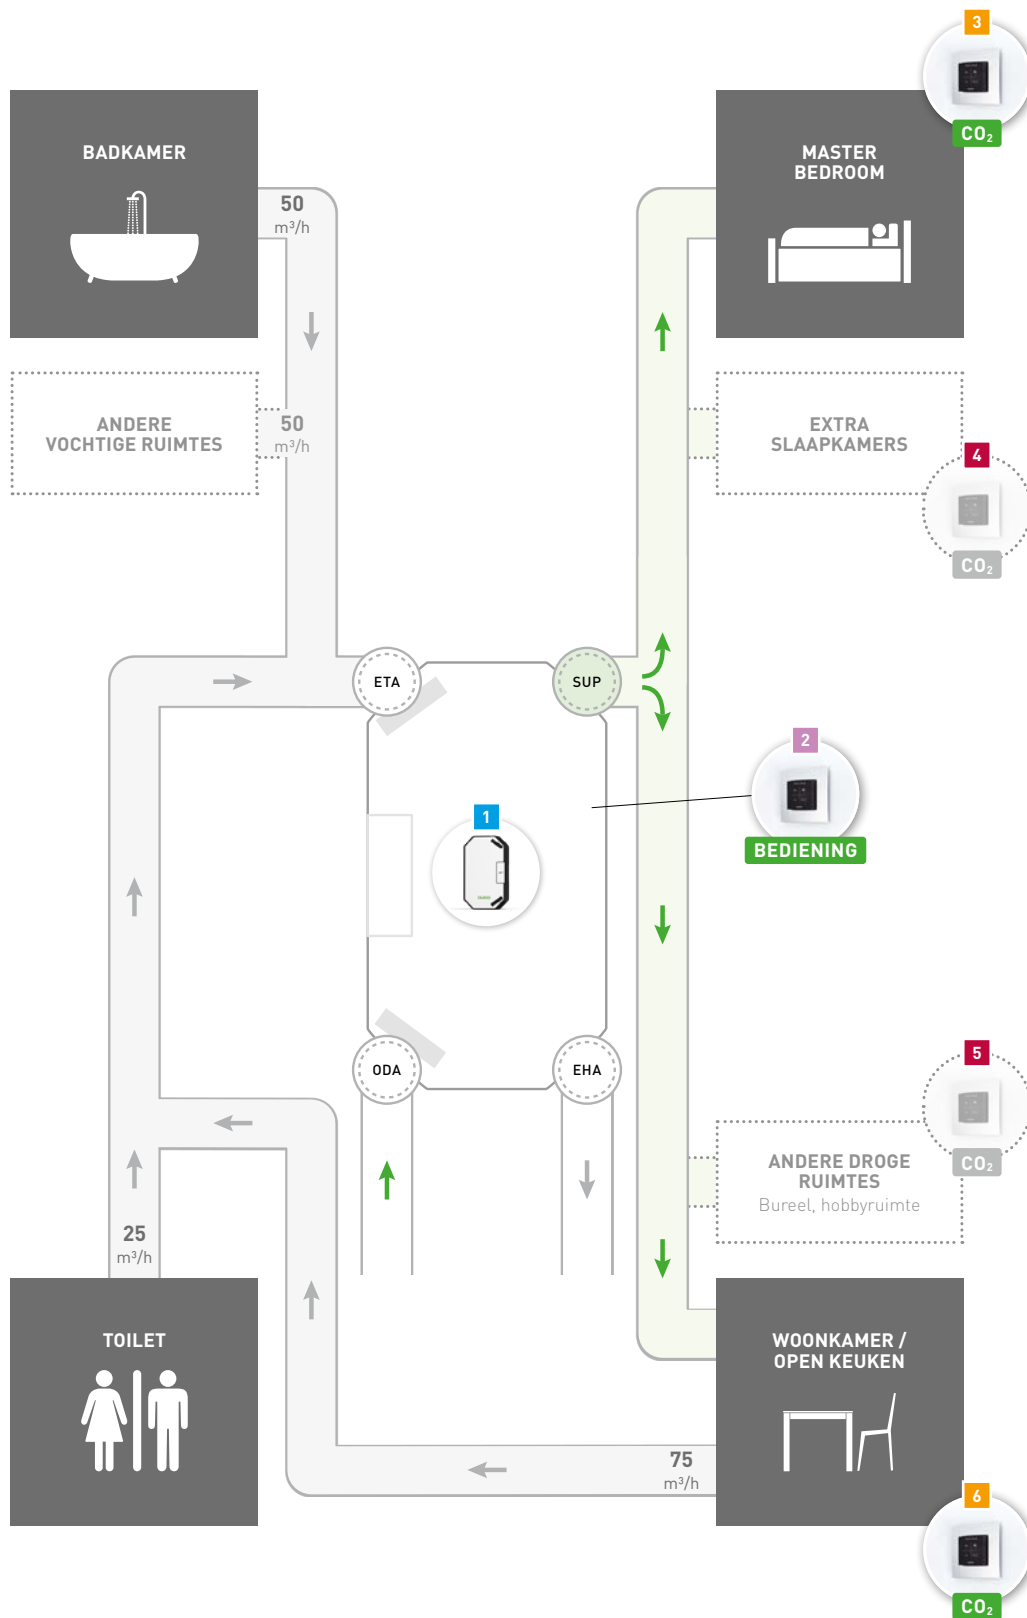 3
CO₂
BADKAMER
50
m³/h
MASTER
BEDROOM
ANDERE
VOCHTIGE RUIMTES
50
m³/h
EXTRA
SLAAPKAMERS
4
CO₂
ETA
SUP
2
BEDIENING
1
ODA
EHA
5
CO₂
ANDERE DROGE
RUIMTES
Bureel, hobbyruimte
25
m³/h
TOILET
WOONKAMER /
OPEN KEUKEN
75
m³/h
6
CO₂